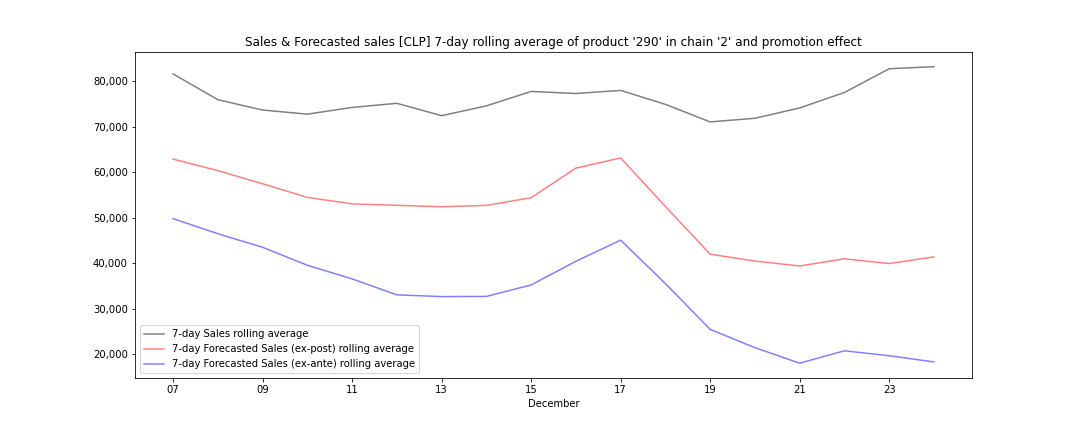 Sales & Forecasted sales [CLP] 7-day rolling average of product '290' in chain '2' and promotion effect
80,000
70,000
60,000
50,000
40,000
30,000
20,000
7-day Sales rolling average
7-day Forecasted Sales (ex-post) rolling average
7-day Forecasted Sales (ex-ante) rolling average
07 09 11 13 15 17 19 21 23
December